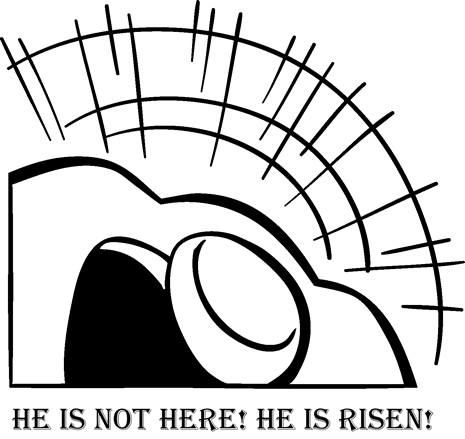 HE IS NOT HERE! HE IS RISEN!